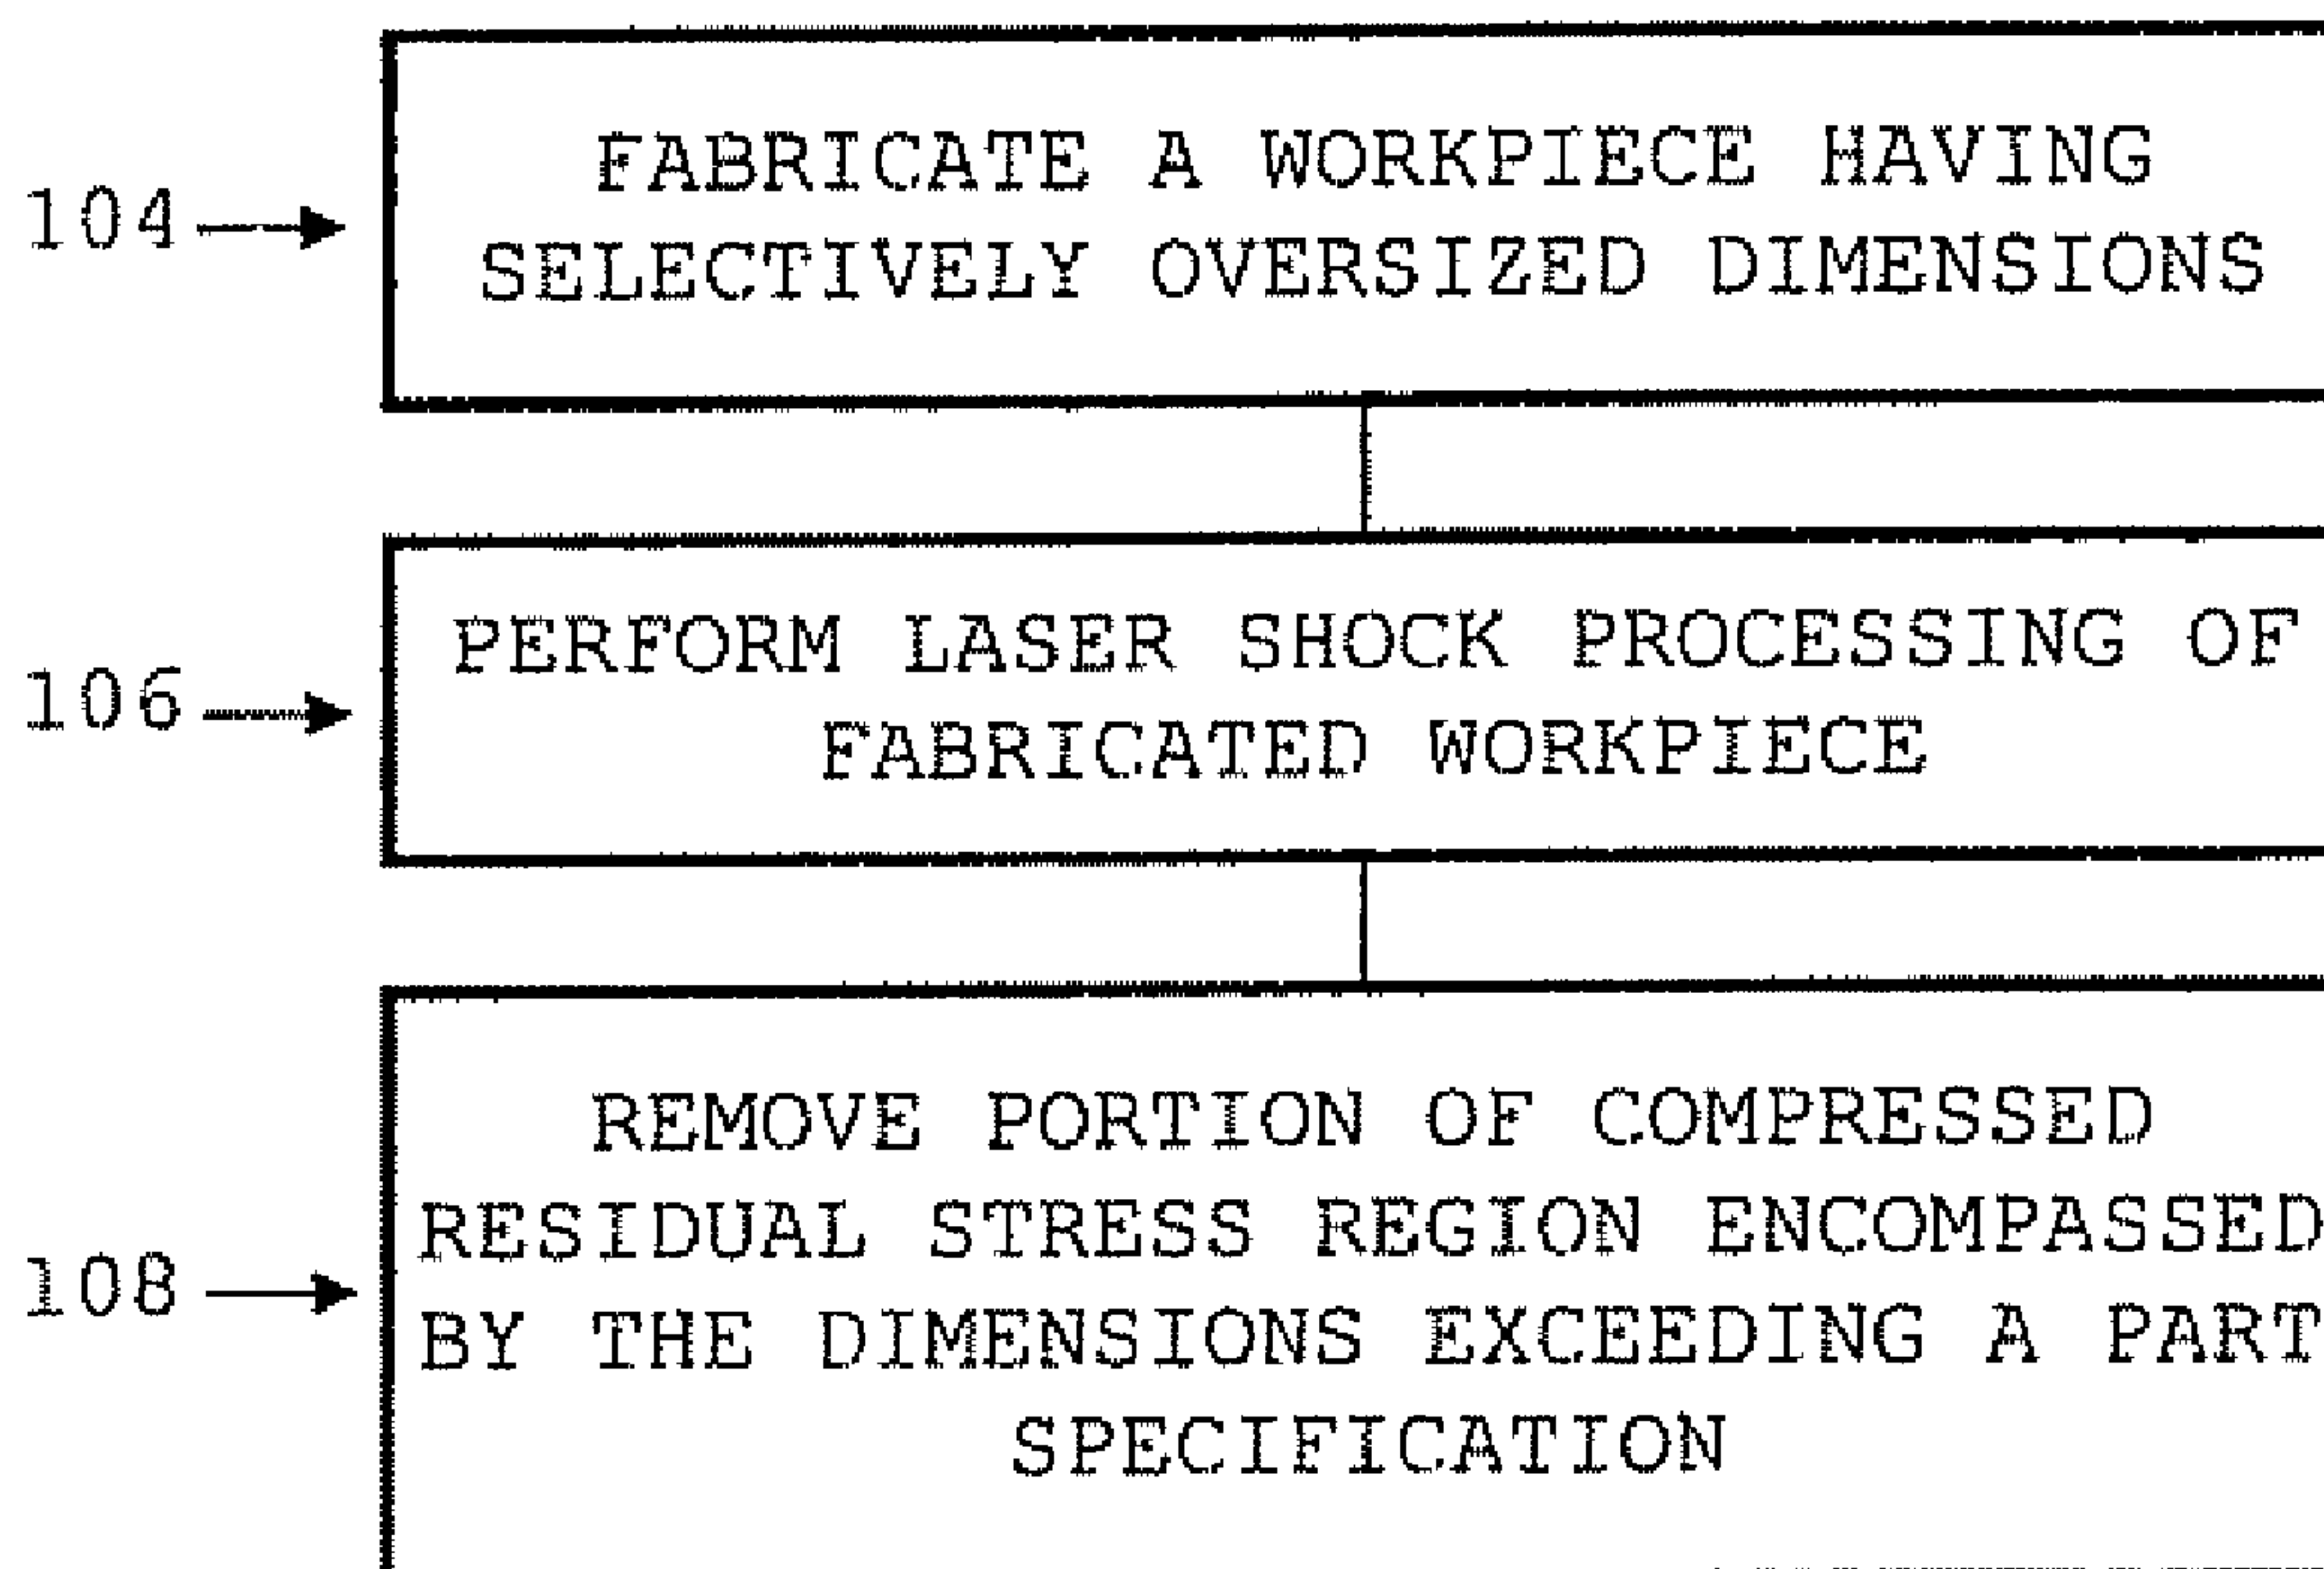 FABRICATE A WORKPIECE HAVING
104
SELECTIVELY OVERSIZED DIMENSIONS
PERFORM LASER SHOCK PROCESSING OF
106
FABRICATED WORKPIECE
REMOVE PORTION OF COMPRESSED
RESIDUAL STRESS REGION ENCOMPASSED
108
BY THE DIMENSIONS EXCEEDING A PART
SPECIFICATION